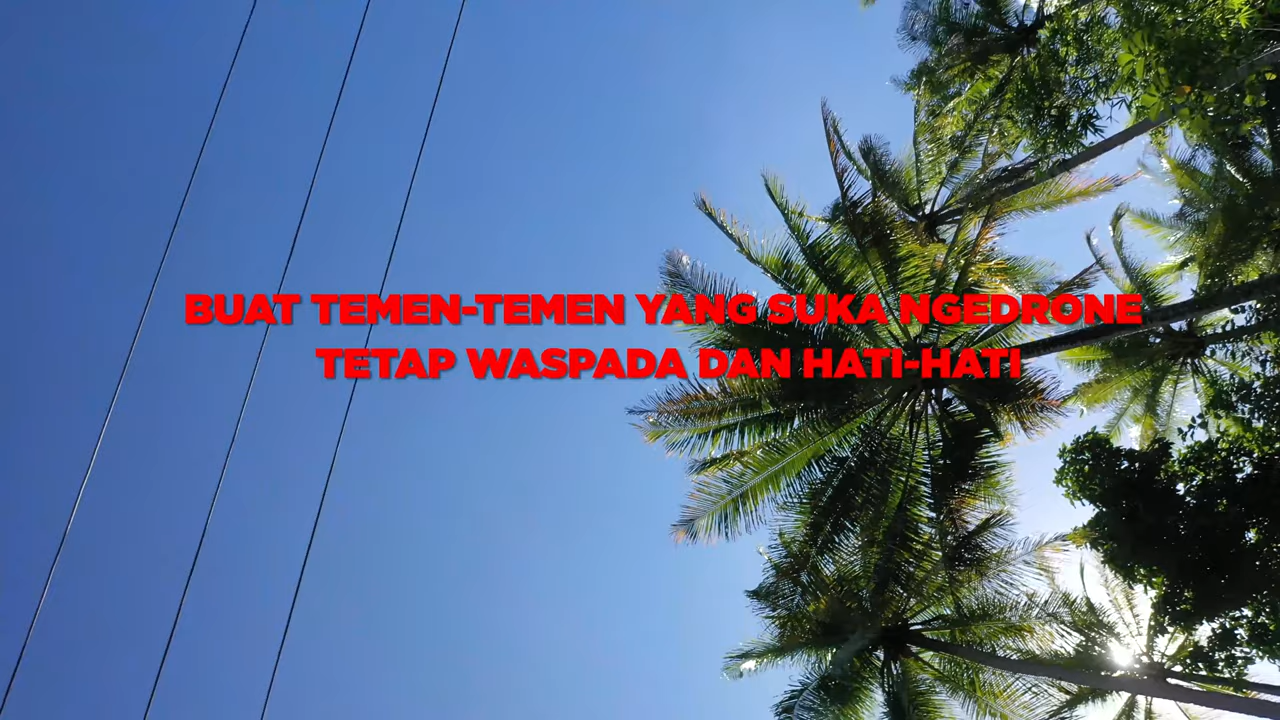 BUAT TEMEN-TEMEN YANG SUKA NGEDRONE
TETAP WASPADA DAN HATI-HATI